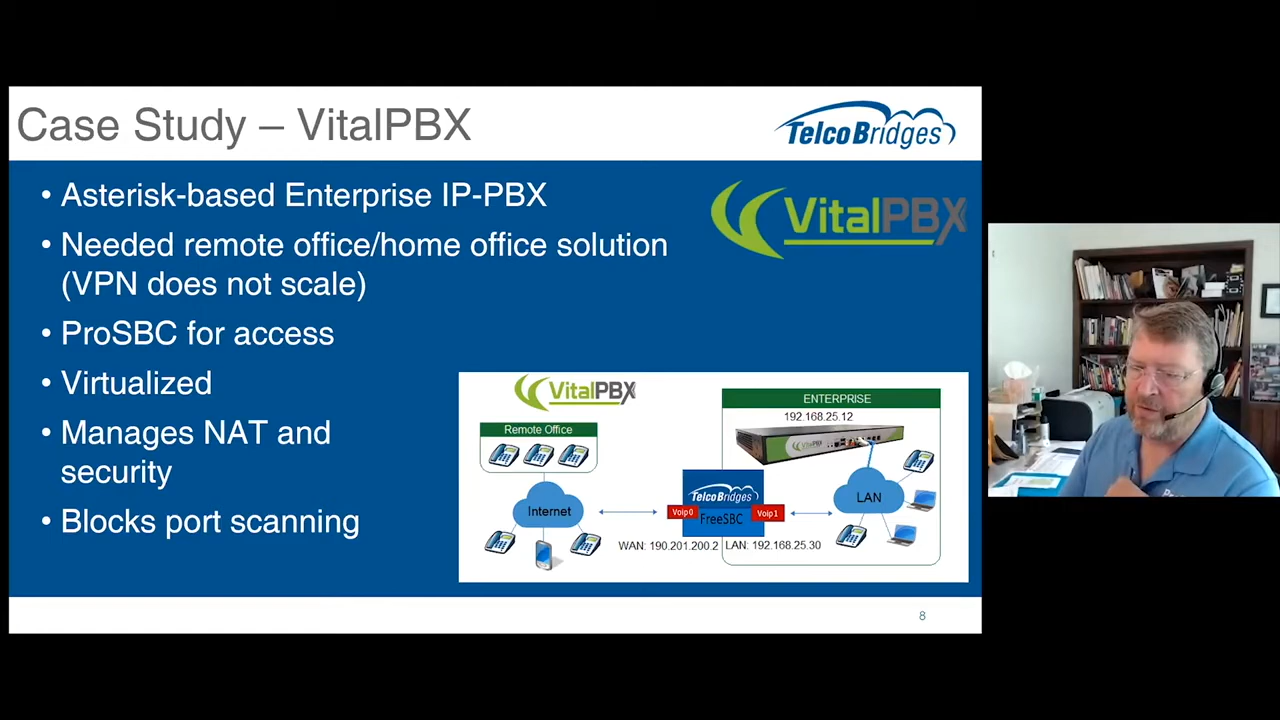 Case Study – VitalPBX
TelcoBridges
• Asterisk-based Enterprise IP-PBX
VitalPBX
• Needed remote office/home office solution
(VPN does not scale)
• ProSBC for access
• Virtualized
• Manages NAT and
security
• Blocks port scanning
VitalPBX
ENTERPRISE
192.168.25.12
Remote Office
VitalPBX
TelcoBridges
LAN
Internet
Voip0
FreeSBC
Voip1
WAN: 190.201.200.2
LAN: 192.168.25.30
8